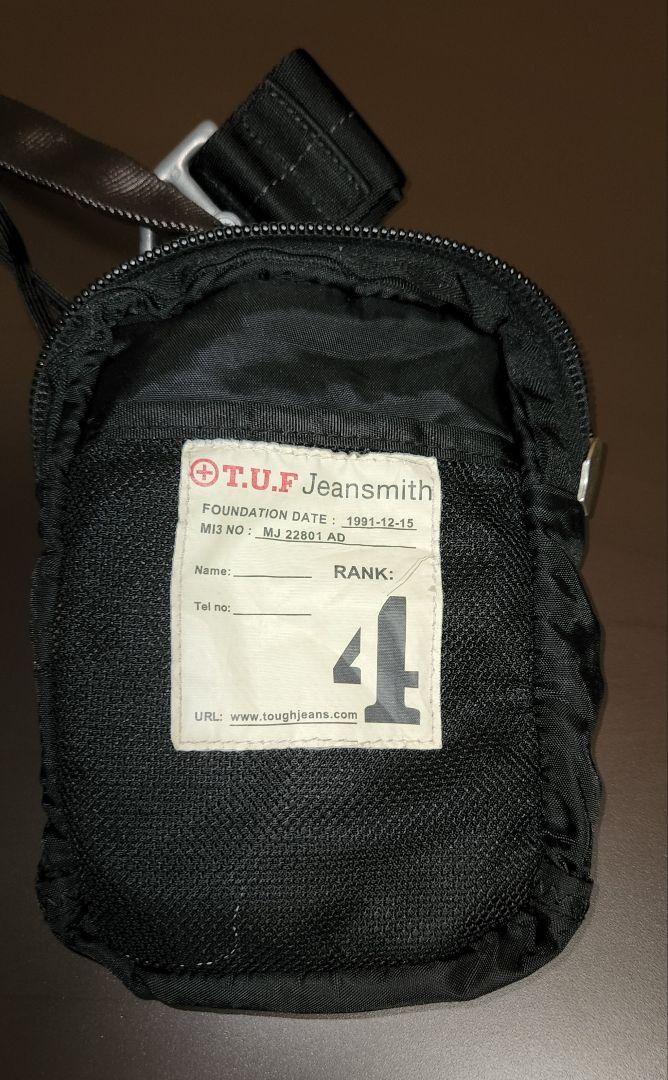 T.U.F Jeansmith
FOUNDATION DATE : 1991-12-15
MI3 NO : MJ 22801 AD
Name:
RANK:
Tel no:
4
URL: www.toughjeans.com